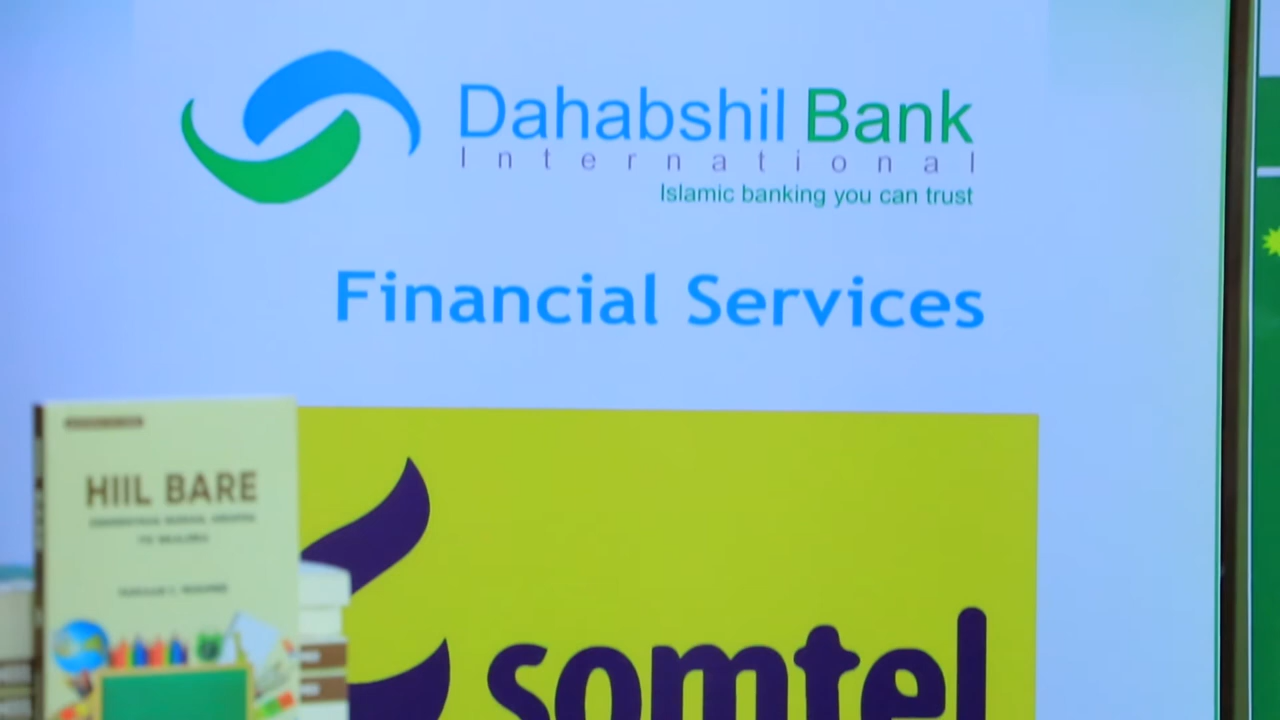 Dahabshil Bank
International
Islamic banking you can trust
Financial Services
HIIL BARE
somtel